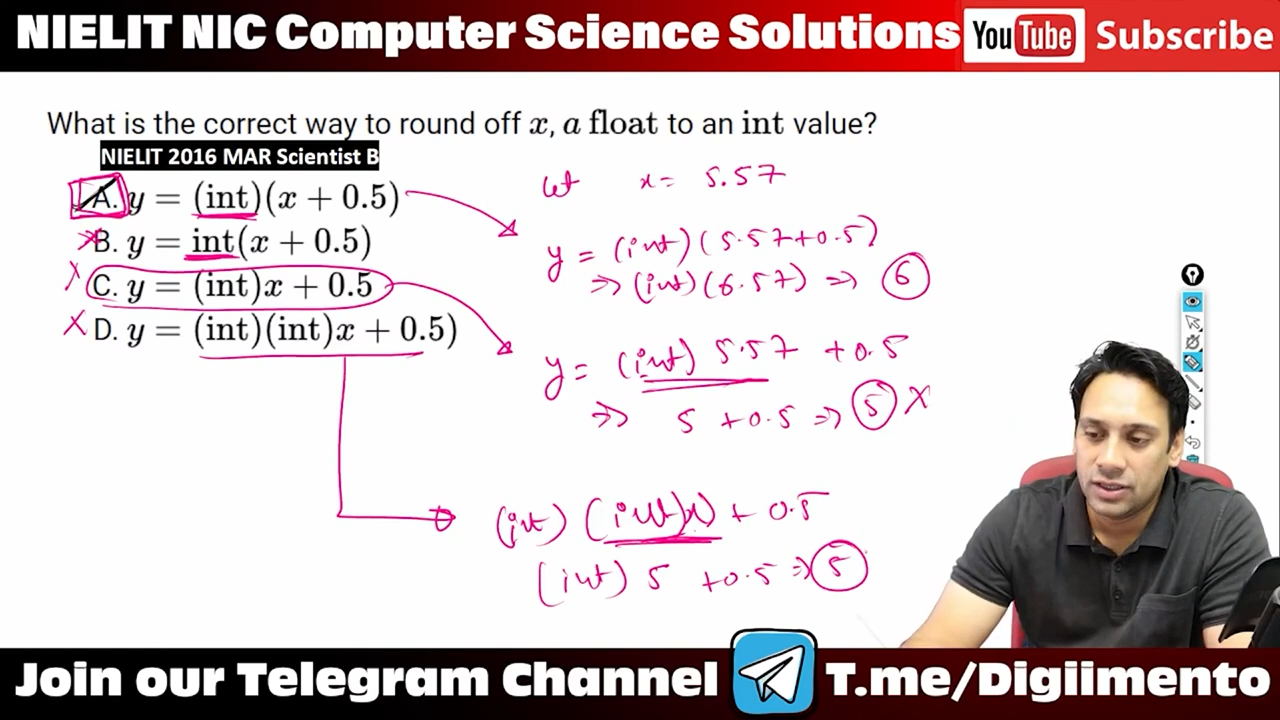 NIELIT NIC Computer Science Solutions YouTube Subscribe
What is the correct way to round off x, a float to an int value?
NIELIT 2016 MAR Scientist B
A. y = (int)(x + 0.5)
B. y = int(x + 0.5)
C. y = (int)x + 0.5
D. y = (int)(int)x + 0.5)
let x = 5.57
y = (int)(5.57+0.5)
=> (int)(6.57) => 6
y = (int) 5.57 + 0.5
=> 5 + 0.5 => 5 X
(int) (int)x) + 0.5
(int) 5 + 0.5 => 5
Join our Telegram Channel T.me/Digiimento